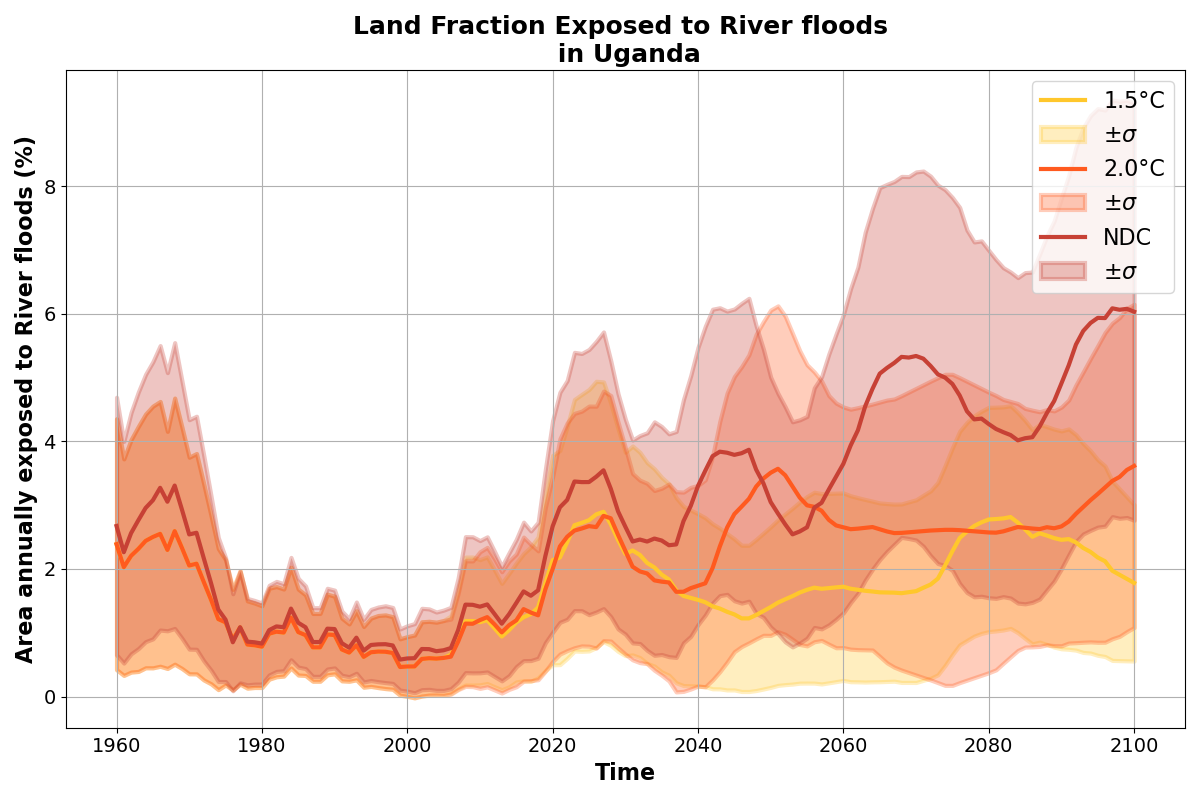 Land Fraction Exposed to River floods
in Uganda
Area annually exposed to River floods (%)
8
6
4
2
0
1.5°C
±σ
2.0°C
±σ
NDC
±σ
1960 1980 2000 2020 2040 2060 2080 2100
Time